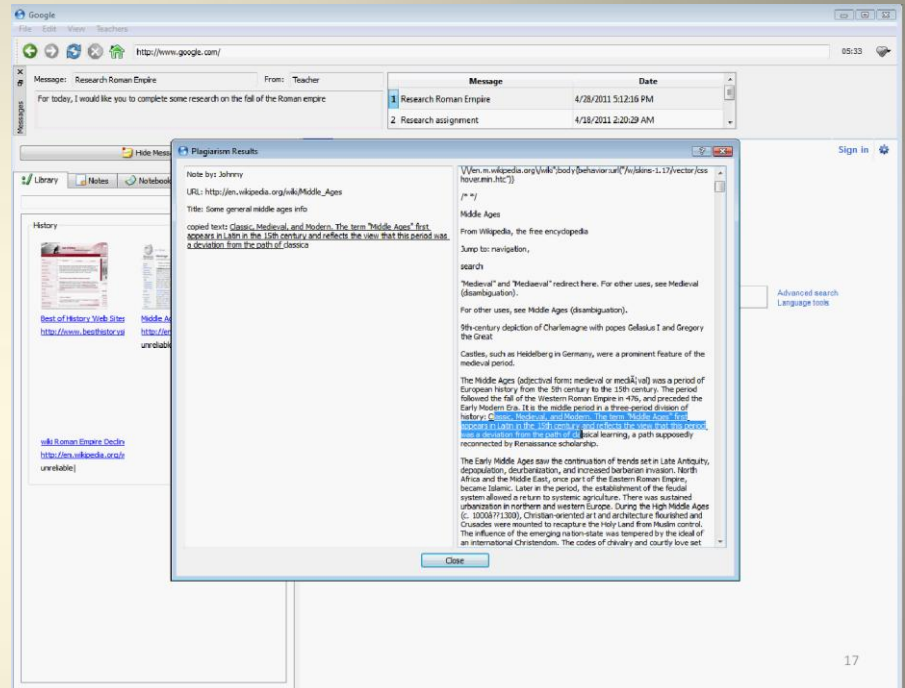 Google
File Edit View Teachers
http://www.google.com/
05:33
Messages
Message: Research Roman Empire From: Teacher
For today, I would like you to complete some research on the fall of the Roman empire
Message Date
1 Research Roman Empire 4/28/2011 5:12:16 PM
2 Research assignment 4/18/2011 2:20:29 AM
Hide Mess
Sign in
Library Notes Notebook
History
Best of History Web Sites
http://www.besthistorysi
Middle A
http://en
unreliable
wiki Roman Empire Declin
http://en.wikipedia.org/w
unreliable|
Advanced search
Language tools
Plagiarism Results
Note by: Johnny
URL: http://en.wikipedia.org/wiki/Middle_Ages
Title: Some general middle ages info
copied text: Classic, Medieval, and Modern. The term "Middle Ages" first
appears in Latin in the 15th century and reflects the view that this period was
a deviation from the path of classica
\/\/en.m.wikipedia.org\/wiki";body{behavior:url("/w/skins-1.17/vector/css
hover.min.htc")}
/* */
Middle Ages
From Wikipedia, the free encyclopedia
Jump to: navigation,
search
"Medieval" and "Mediaeval" redirect here. For other uses, see Medieval
(disambiguation).
For other uses, see Middle Ages (disambiguation).
9th-century depiction of Charlemagne with popes Gelasius I and Gregory
the Great
Castles, such as Heidelberg in Germany, were a prominent feature of the
medieval period.
The Middle Ages (adjectival form: medieval or mediÃ¦val) was a period of
European history from the 5th century to the 15th century. The period
followed the fall of the Western Roman Empire in 476, and preceded the
Early Modern Era. It is the middle period in a three-period division of
history: Classic, Medieval, and Modern. The term "Middle Ages" first
appears in Latin in the 15th century and reflects the view that this period
was a deviation from the path of classical learning, a path supposedly
reconnected by Renaissance scholarship.
The Early Middle Ages saw the continuation of trends set in Late Antiquity,
depopulation, deurbanization, and increased barbarian invasion. North
Africa and the Middle East, once part of the Eastern Roman Empire,
became Islamic. Later in the period, the establishment of the feudal
system allowed a return to systemic agriculture. There was sustained
urbanization in northern and western Europe. During the High Middle Ages
(c. 1000â??1300), Christian-oriented art and architecture flourished and
Crusades were mounted to recapture the Holy Land from Muslim control.
The influence of the emerging nation-state was tempered by the ideal of
an international Christendom. The codes of chivalry and courtly love set
Close
17